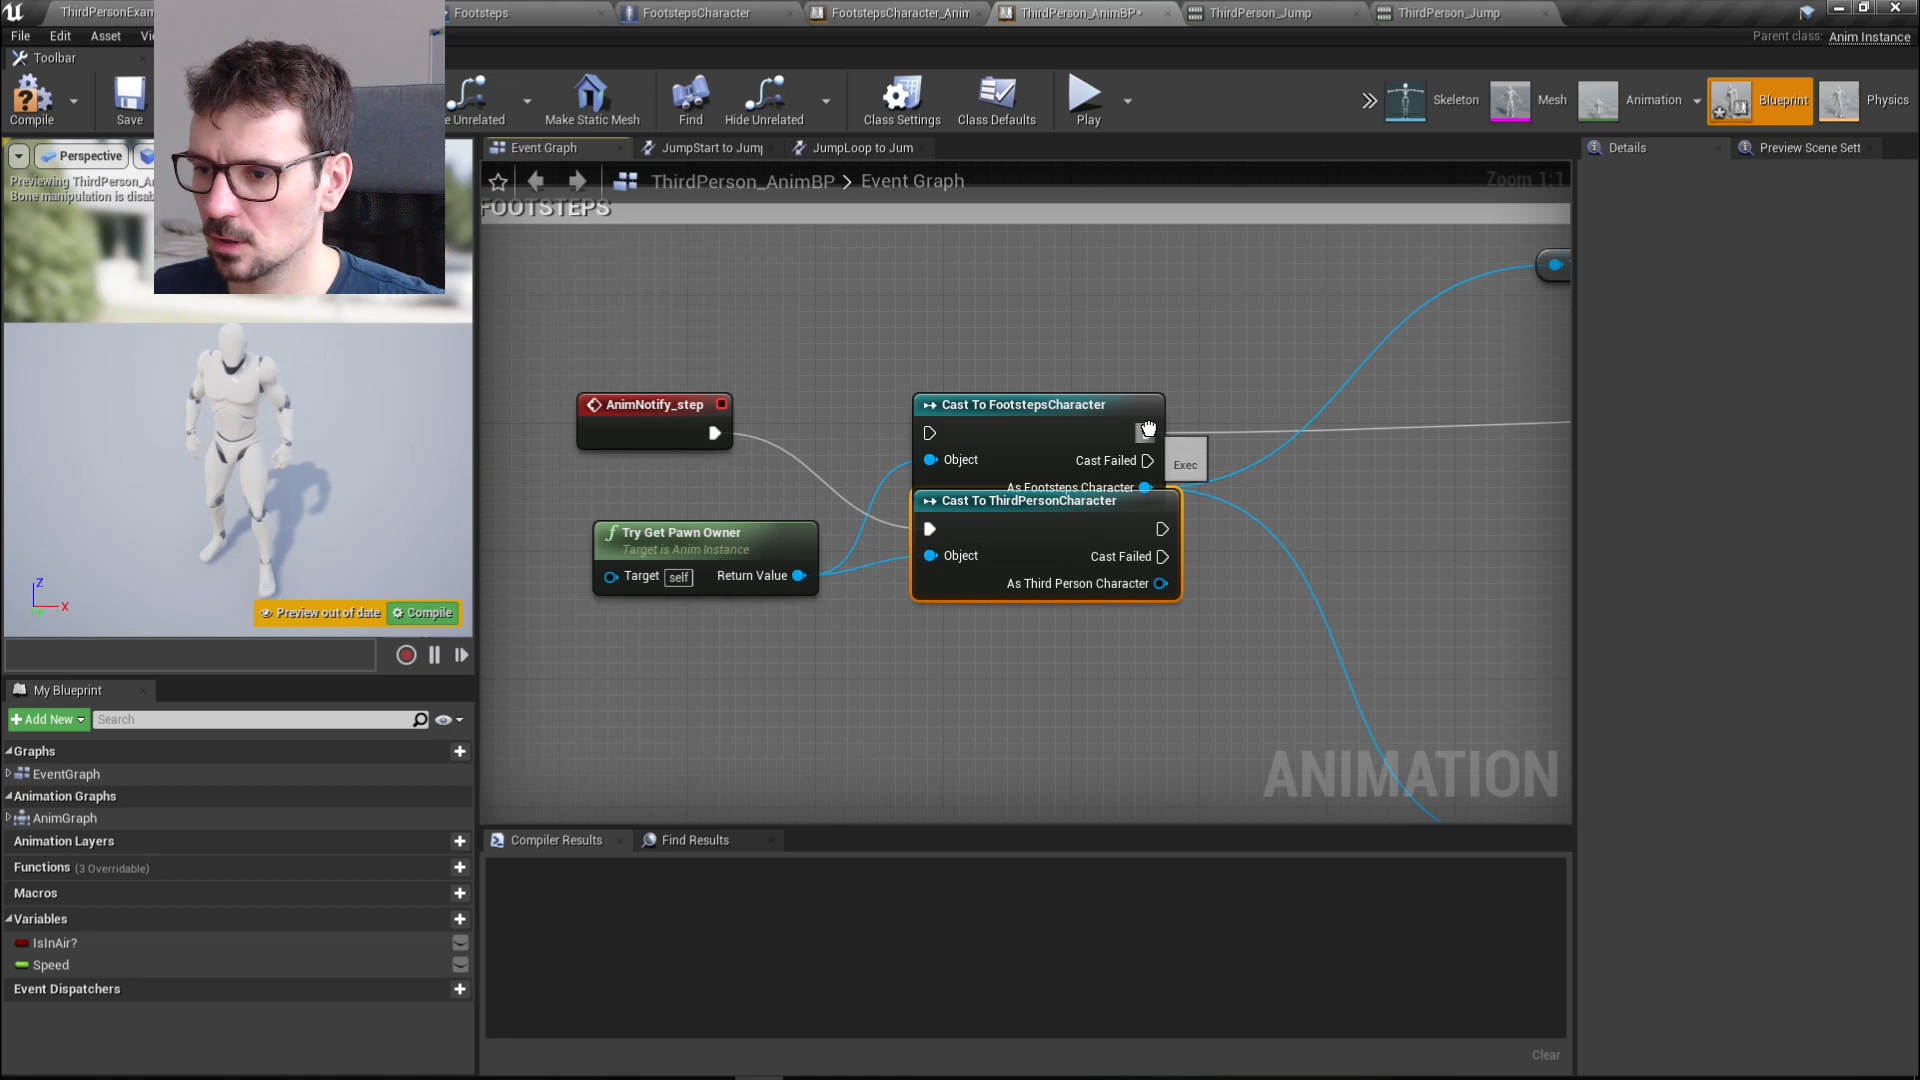 ThirdPersonExam
Footsteps
FootstepsCharacter
FootstepsCharacter_Anim
ThirdPerson_AnimBP*
ThirdPerson_Jump
ThirdPerson_Jump
File Edit Asset Vi
Parent class: Anim Instance
Toolbar
Compile
Save
e Unrelated
Make Static Mesh
Find
Hide Unrelated
Class Settings
Class Defaults
Play
Skeleton
Mesh
Animation
Blueprint
Physics
Perspective
Previewing ThirdPerson_A
Bone manipulation is disab
Event Graph
JumpStart to Jump
JumpLoop to Jum
Details
Preview Scene Sett
ThirdPerson_AnimBP > Event Graph
Zoom 1:1
FOOTSTEPS
AnimNotify_step
Cast To FootstepsCharacter
Object
Cast Failed
Exec
As Footsteps Character
Cast To ThirdPersonCharacter
Object
Cast Failed
As Third Person Character
Try Get Pawn Owner
Target is Anim Instance
Target self Return Value
ANIMATION
Z
X
Preview out of date
Compile
My Blueprint
Add New
Search
Graphs
EventGraph
Animation Graphs
AnimGraph
Animation Layers
Functions (3 Overridable)
Macros
Variables
IsInAir?
Speed
Event Dispatchers
Compiler Results
Find Results
Clear